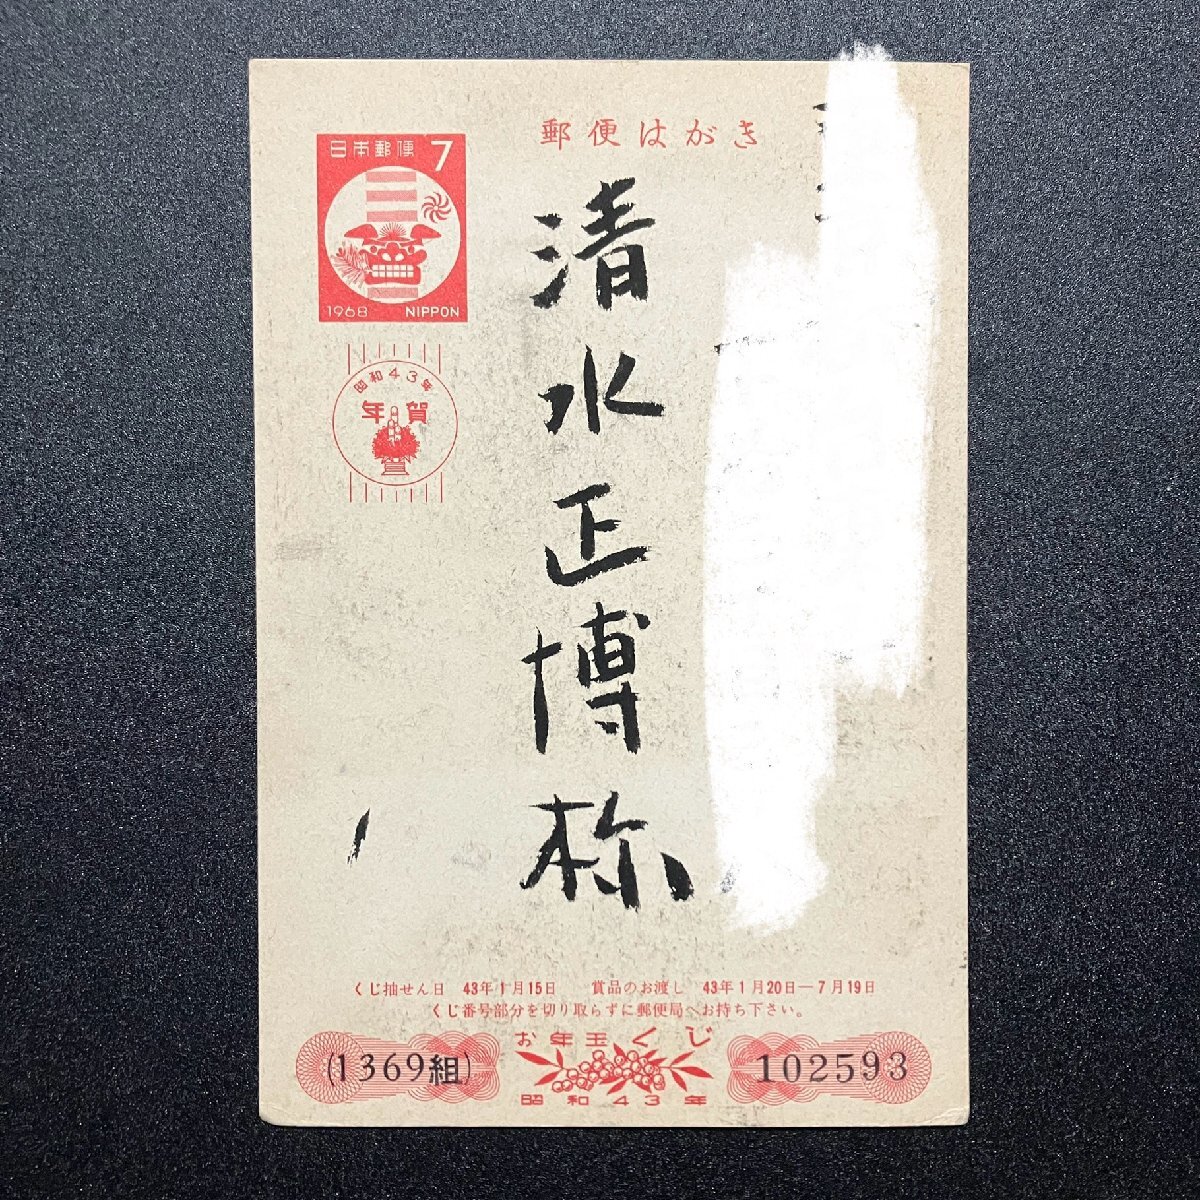 郵便はがき
日本郵便 7
1968 NIPPON
昭和43年
年賀
清水正博様
くじ抽せん日 43年1月15日 賞品のお渡し 43年1月20日—7月19日
くじ番号部分を切り取らずに郵便局へお持ち下さい。
お年玉くじ
(1369組) 102593
昭和43年